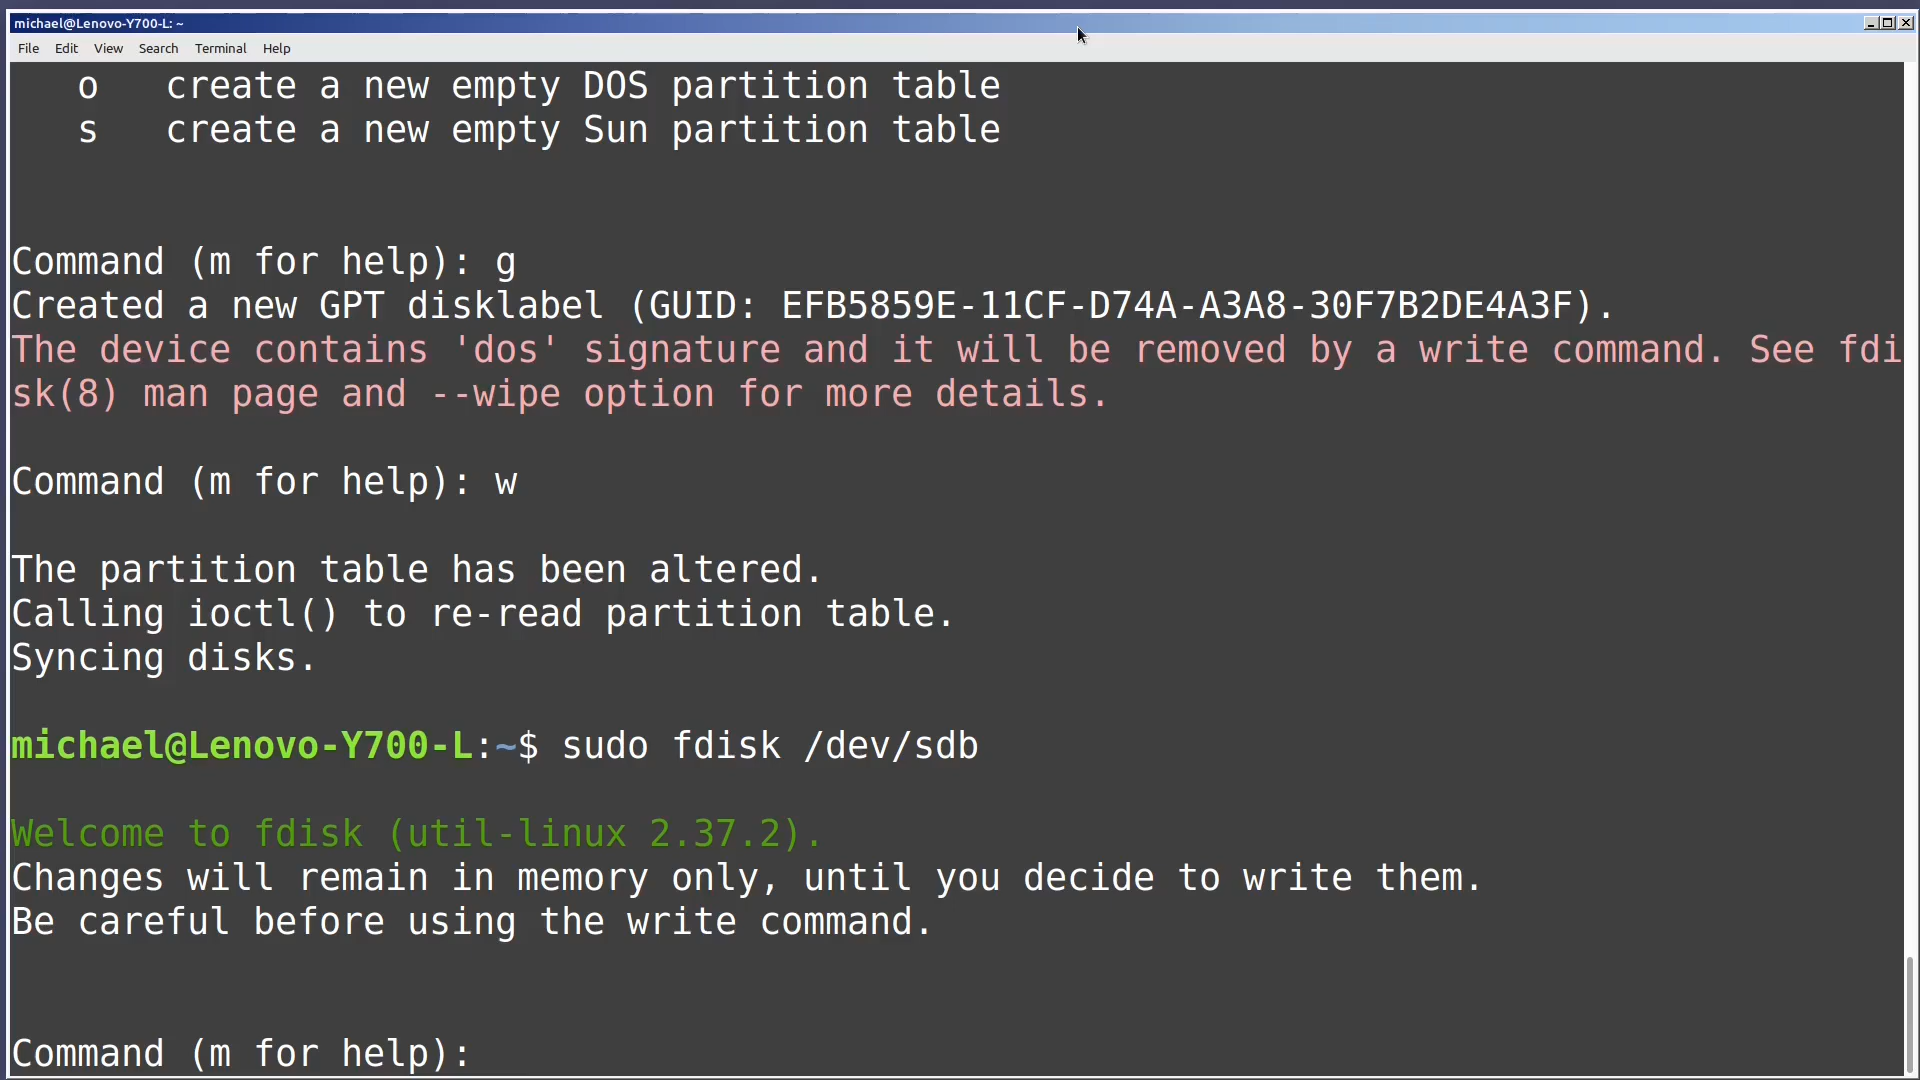 michael@Lenovo-Y700-L: ~
File Edit View Search Terminal Help
o   create a new empty DOS partition table
s   create a new empty Sun partition table
Command (m for help): g
Created a new GPT disklabel (GUID: EFB5859E-11CF-D74A-A3A8-30F7B2DE4A3F).
The device contains 'dos' signature and it will be removed by a write command. See fdi
sk(8) man page and --wipe option for more details.
Command (m for help): w
The partition table has been altered.
Calling ioctl() to re-read partition table.
Syncing disks.
michael@Lenovo-Y700-L:~$ sudo fdisk /dev/sdb
Welcome to fdisk (util-linux 2.37.2).
Changes will remain in memory only, until you decide to write them.
Be careful before using the write command.
Command (m for help):